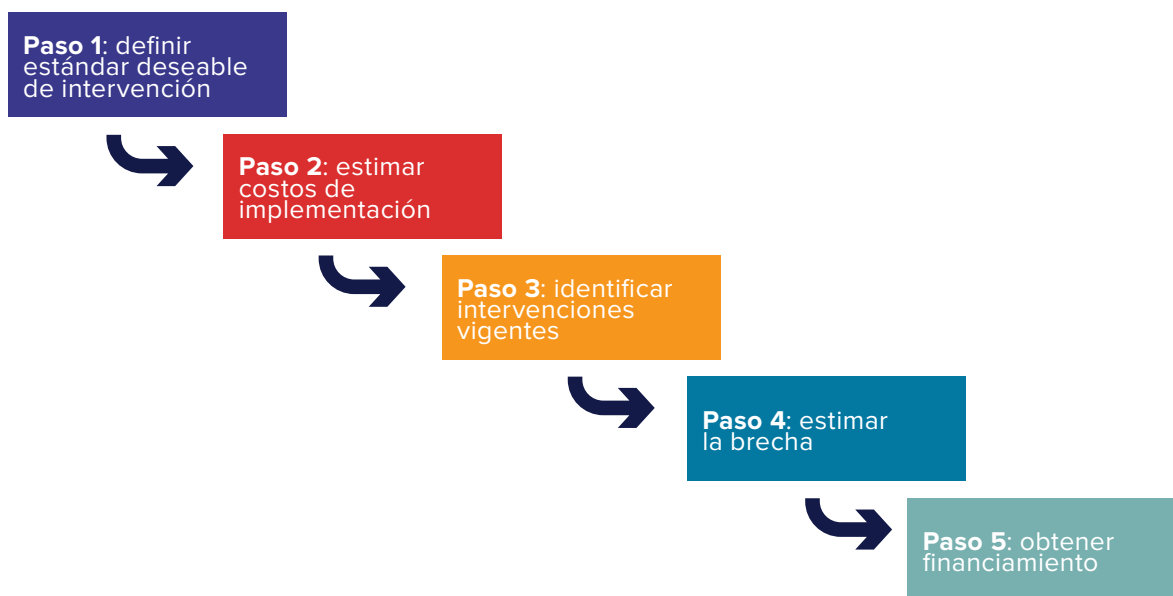 Paso 1: definir
estándar deseable
de intervención
Paso 2: estimar
costos de
implementación
Paso 3: identificar
intervenciones
vigentes
Paso 4: estimar
la brecha
Paso 5: obtener
financiamiento